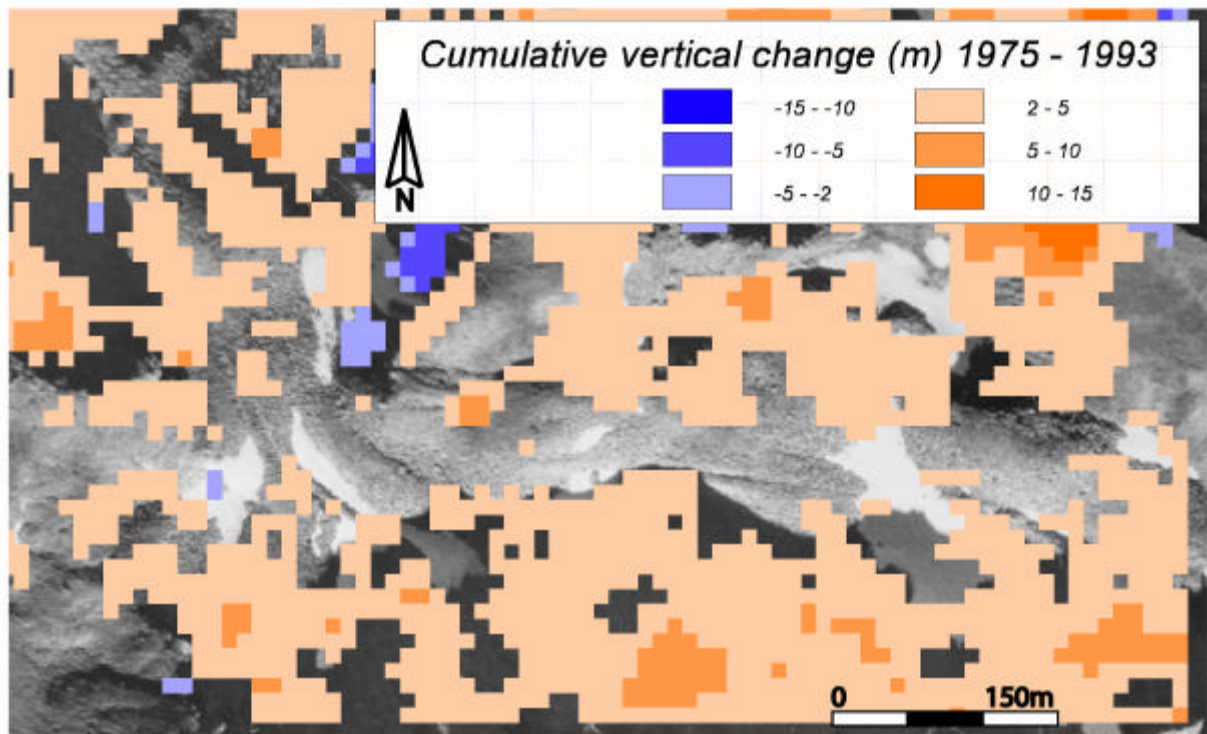 Cumulative vertical change (m) 1975 - 1993
-15 - -10 2 - 5
-10 - -5 5 - 10
-5 - -2 10 - 15
N
0 150m